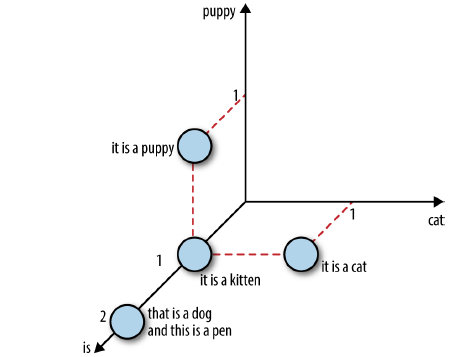 puppy
1
it is a puppy
1
cat
1
it is a cat
it is a kitten
2
that is a dog
and this is a pen
is